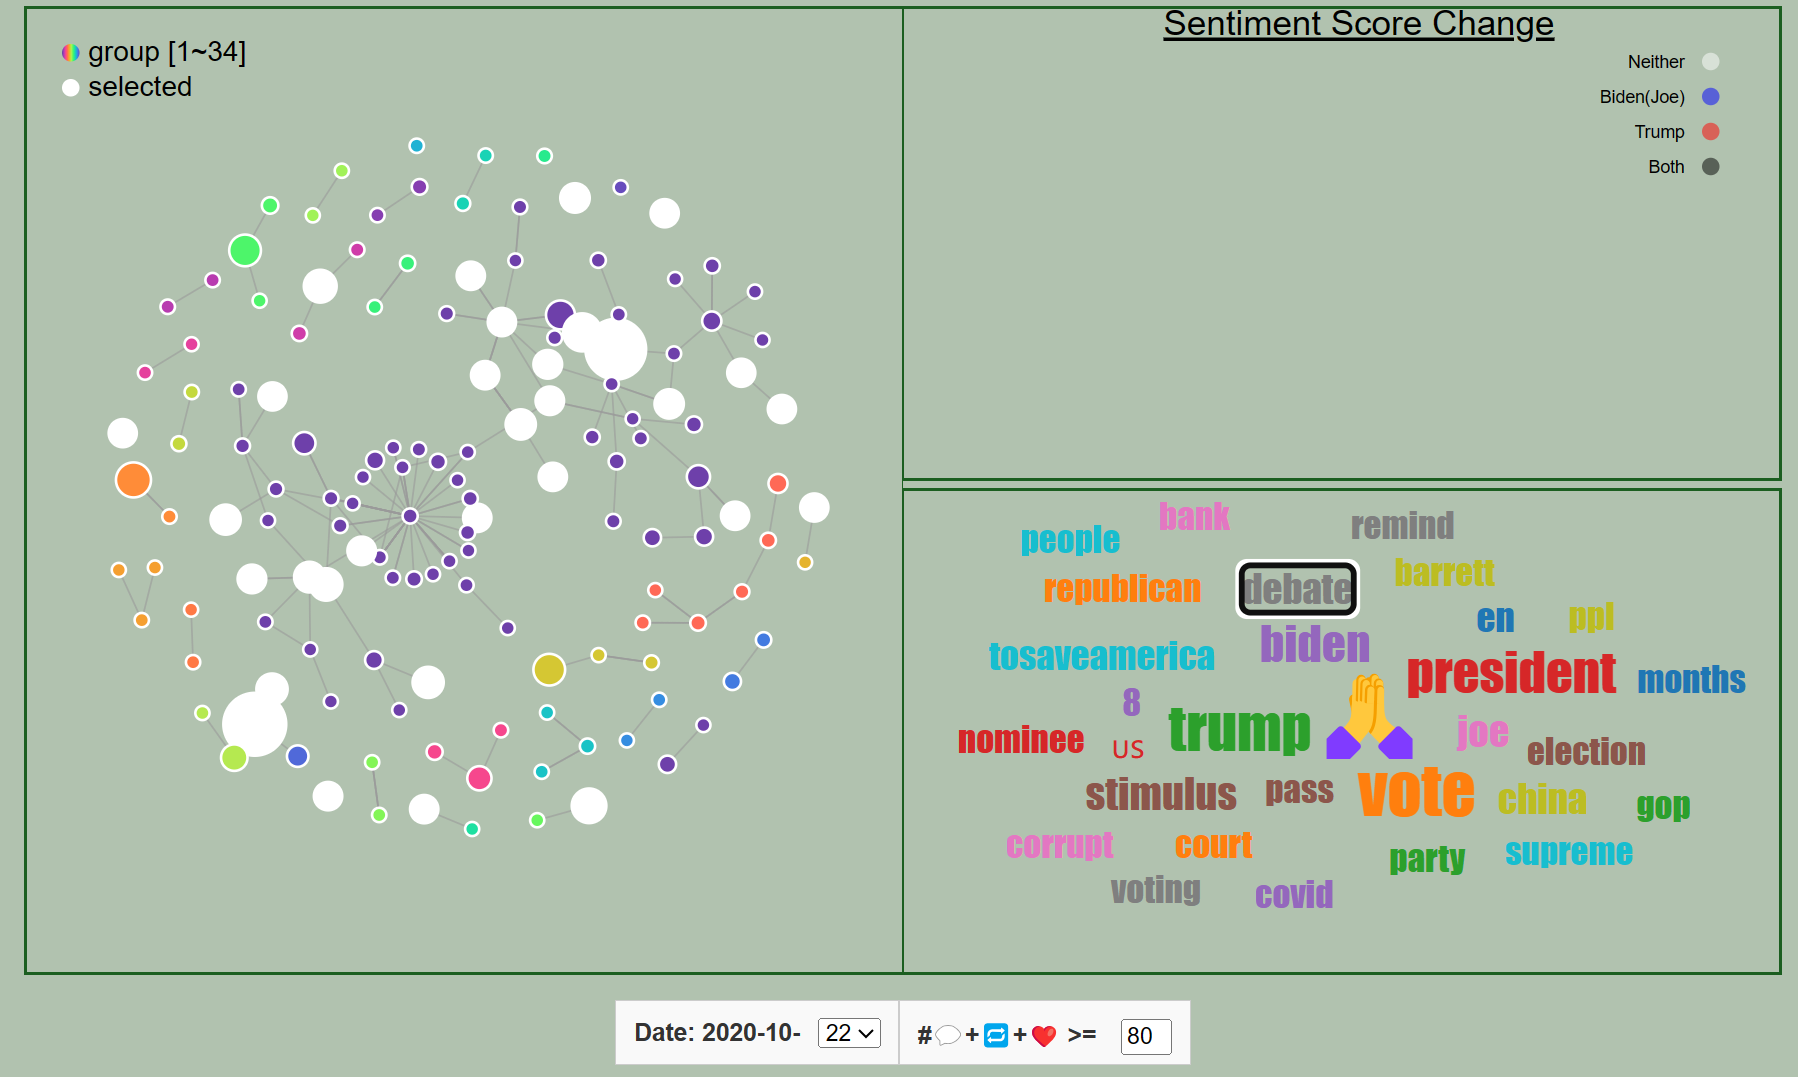 group [1~34]
selected
Sentiment Score Change
Neither
Biden(Joe)
Trump
Both
bank
remind
people
barrett
republican
debate
en
ppl
biden
tosaveamerica
president
months
8
trump
joe
nominee
US
election
stimulus
pass
vote
china
gop
corrupt
court
party
supreme
voting
covid
Date: 2020-10- 22
#💬+🔁+❤️ >= 80